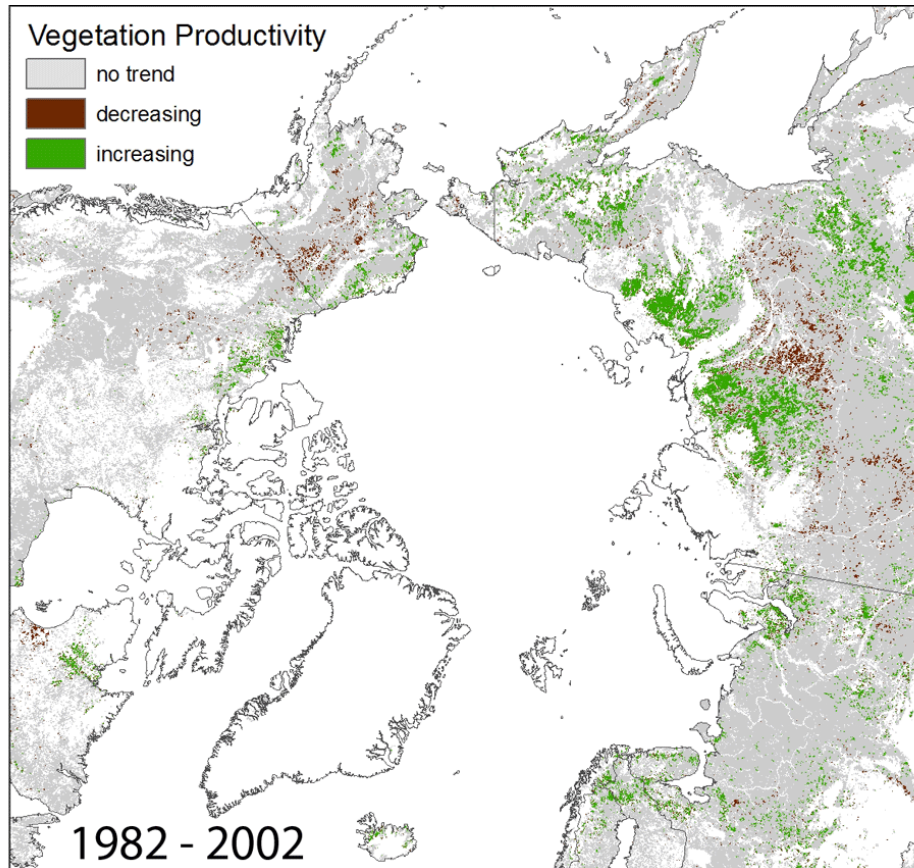 Vegetation Productivity
no trend
decreasing
increasing
1982 - 2002